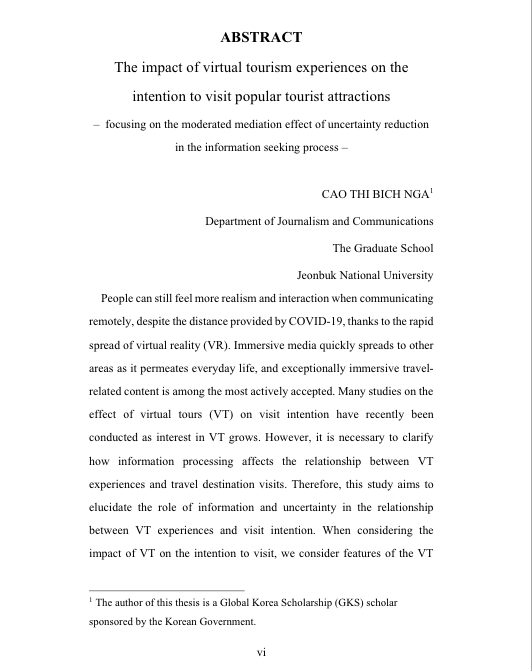 ABSTRACT
The impact of virtual tourism experiences on the
intention to visit popular tourist attractions
– focusing on the moderated mediation effect of uncertainty reduction
in the information seeking process –
CAO THI BICH NGA1
Department of Journalism and Communications
The Graduate School
Jeonbuk National University
People can still feel more realism and interaction when communicating
remotely, despite the distance provided by COVID-19, thanks to the rapid
spread of virtual reality (VR). Immersive media quickly spreads to other
areas as it permeates everyday life, and exceptionally immersive travel-
related content is among the most actively accepted. Many studies on the
effect of virtual tours (VT) on visit intention have recently been
conducted as interest in VT grows. However, it is necessary to clarify
how information processing affects the relationship between VT
experiences and travel destination visits. Therefore, this study aims to
elucidate the role of information and uncertainty in the relationship
between VT experiences and visit intention. When considering the
impact of VT on the intention to visit, we consider features of the VT
1 The author of this thesis is a Global Korea Scholarship (GKS) scholar
sponsored by the Korean Government.
vi